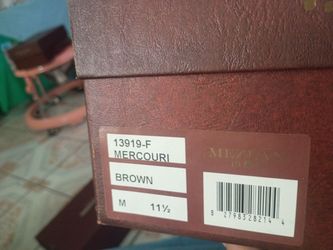 13919-F
MERCOURI
BROWN
M 11½
MEZLAN